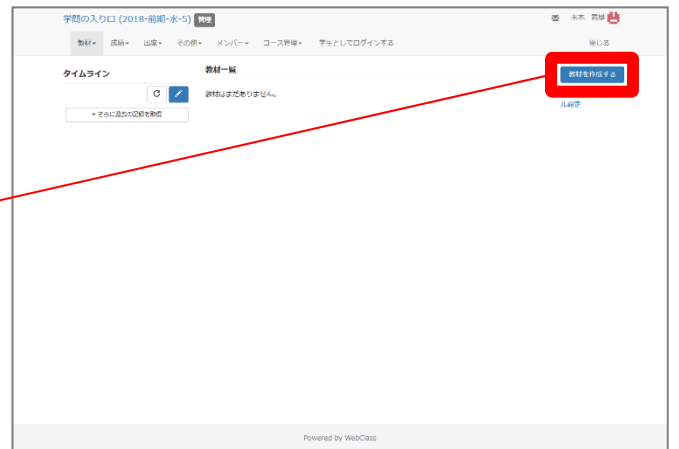 学問の入り口 (2018-前期-水-5) 管理
教材 成績 出席 その他 メンバー コース管理 学生としてログインする 閉じる
タイムライン
教材一覧
教材を作成する
教材はまだありません。
ル設定
» さらに過去の記録を取得
Powered by WebClass